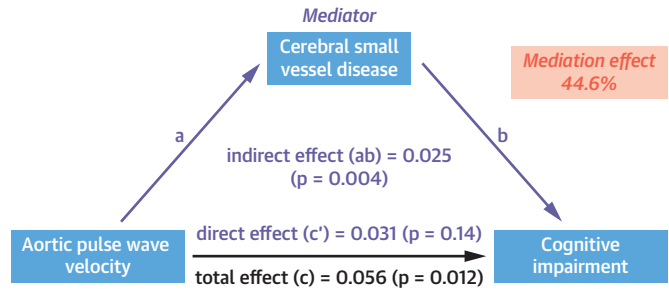 Mediator
Cerebral small
vessel disease
Mediation effect
44.6%
a
b
indirect effect (ab) = 0.025
(p = 0.004)
Aortic pulse wave
velocity
direct effect (c') = 0.031 (p = 0.14)
total effect (c) = 0.056 (p = 0.012)
Cognitive
impairment